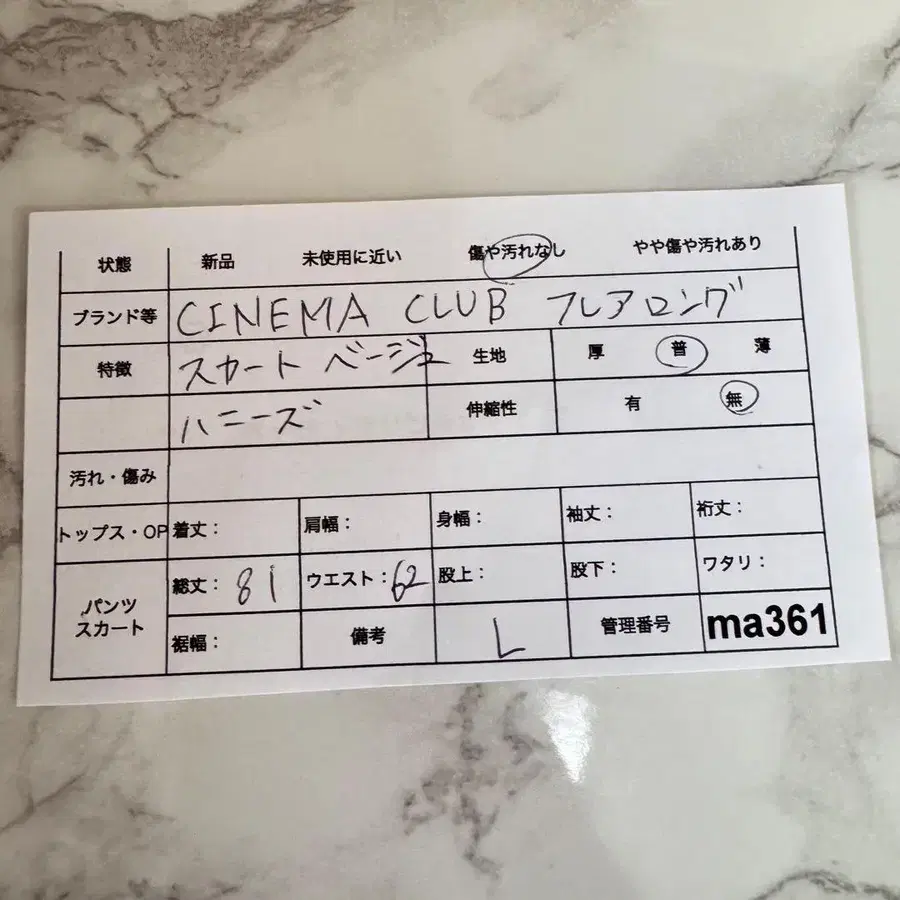 状態 新品 未使用に近い 傷や汚れなし やや傷や汚れあり
ブランド等 CINEMA CLUB フレアロング
特徴 スカート ベージュ 生地 厚 普 薄
ハニーズ 伸縮性 有 無
汚れ・傷み
トップス・OP 着丈： 肩幅： 身幅： 袖丈： 裄丈：
パンツ スカート 総丈：81 ウエスト：62 股上： 股下： ワタリ：
裾幅： 備考 L 管理番号 ma361